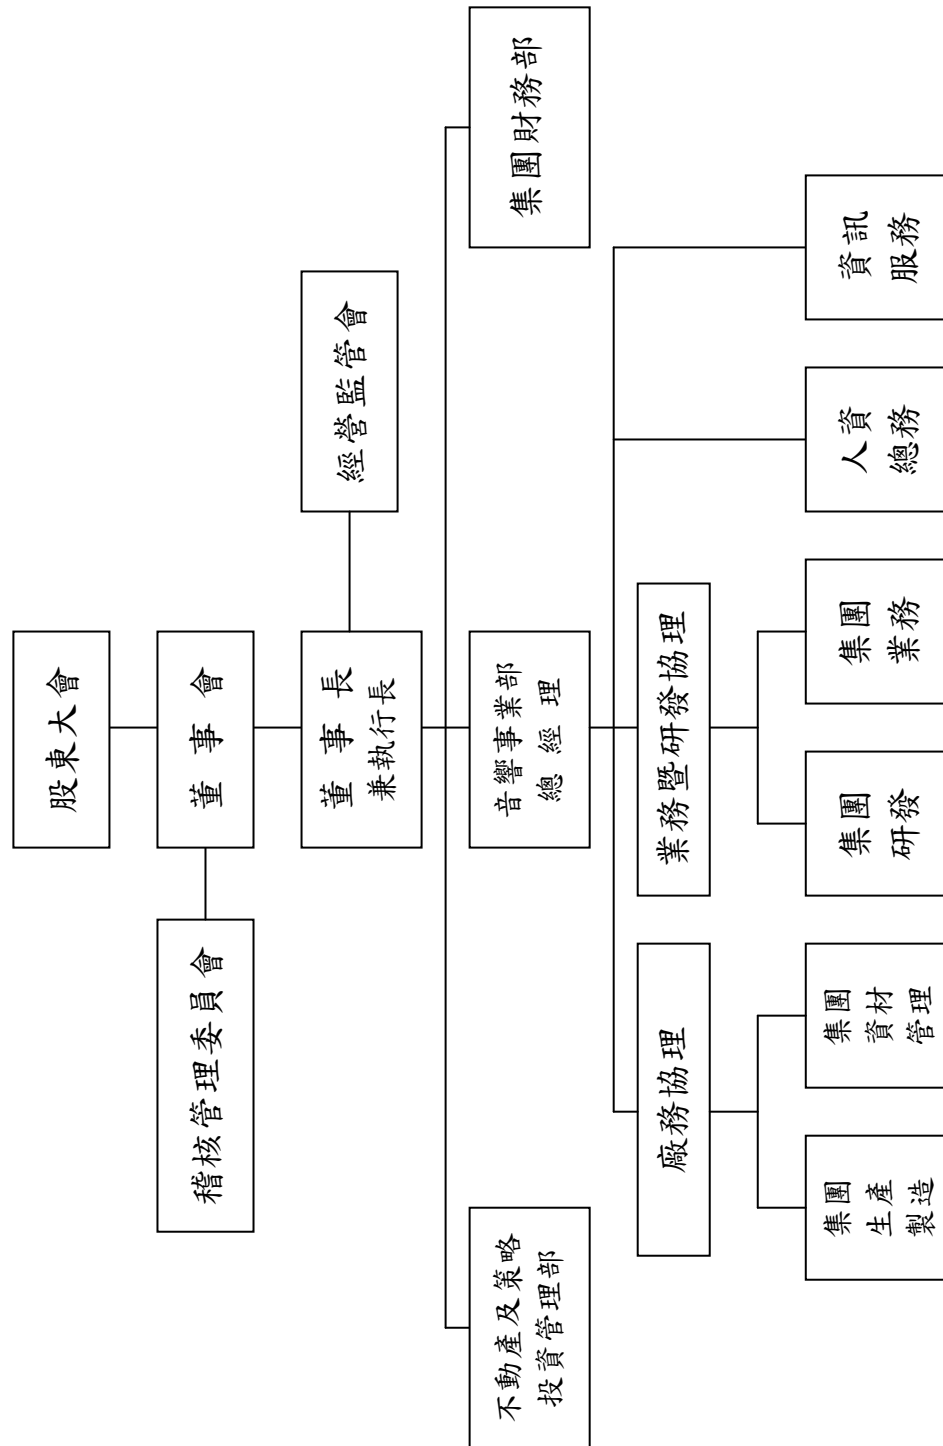 股東大會
稽核管理委員會
董事會
董事長
兼執行長
經營監管會
不動產及策略
投資管理部
音響事業部
總經理
集團財務部
廠務協理
業務暨研發協理
集團
生產
製造
集團
資材
管理
集團
研發
集團
業務
人資
總務
資訊
服務